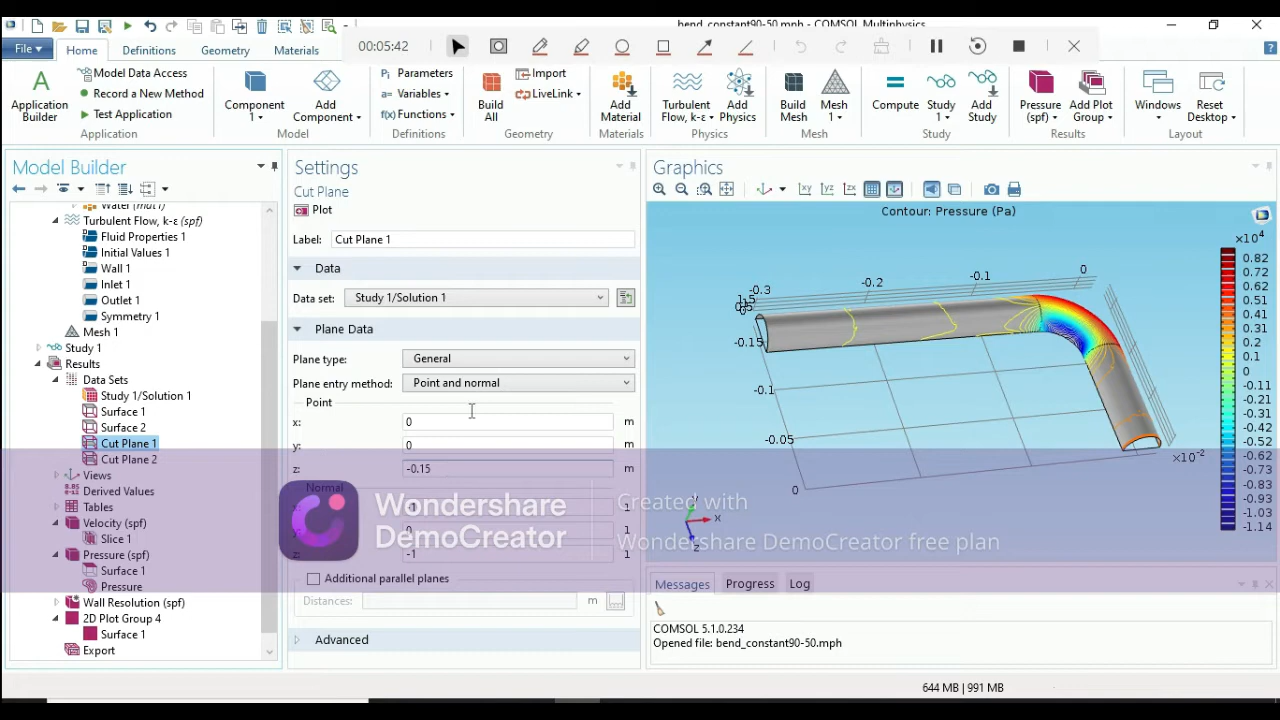 bend_constant90-50.mph - COMSOL Multiphysics
00:05:42
File Home Definitions Geometry Materials
Application Builder
Model Data Access
Record a New Method
Test Application
Application
Component 1
Add Component
Model
Parameters
Variables
Functions
Definitions
Build All
Import
LiveLink
Geometry
Add Material
Materials
Turbulent Flow, k-ε
Add Physics
Physics
Build Mesh
Mesh 1
Mesh
Compute
Study 1
Add Study
Study
Pressure (spf)
Add Plot Group
Results
Windows
Reset Desktop
Layout
Model Builder
Turbulent Flow, k-ε (spf)
Fluid Properties 1
Initial Values 1
Wall 1
Inlet 1
Outlet 1
Symmetry 1
Mesh 1
Study 1
Results
Data Sets
Study 1/Solution 1
Surface 1
Surface 2
Cut Plane 1
Cut Plane 2
Views
Derived Values
Tables
Velocity (spf)
Slice 1
Pressure (spf)
Surface 1
Pressure
Wall Resolution (spf)
2D Plot Group 4
Surface 1
Export
Settings
Cut Plane
Plot
Label: Cut Plane 1
Data
Data set: Study 1/Solution 1
Plane Data
Plane type: General
Plane entry method: Point and normal
Point
x: 0 m
y: 0 m
z: -0.15 m
Normal
-1 1
0 1
z: -1 1
Additional parallel planes
Distances: m
Advanced
Graphics
Contour: Pressure (Pa)
-0.3
-0.2
-0.1
0
-0.15
-0.1
-0.05
0
×10⁻²
x
z
×10⁴
0.82
0.72
0.62
0.51
0.41
0.31
0.2
0.1
0
-0.11
-0.21
-0.31
-0.42
-0.52
-0.62
-0.73
-0.83
-0.93
-1.03
-1.14
Wondershare
DemoCreator
Created with
Wondershare DemoCreator free plan
Messages Progress Log
COMSOL 5.1.0.234
Opened file: bend_constant90-50.mph
644 MB | 991 MB